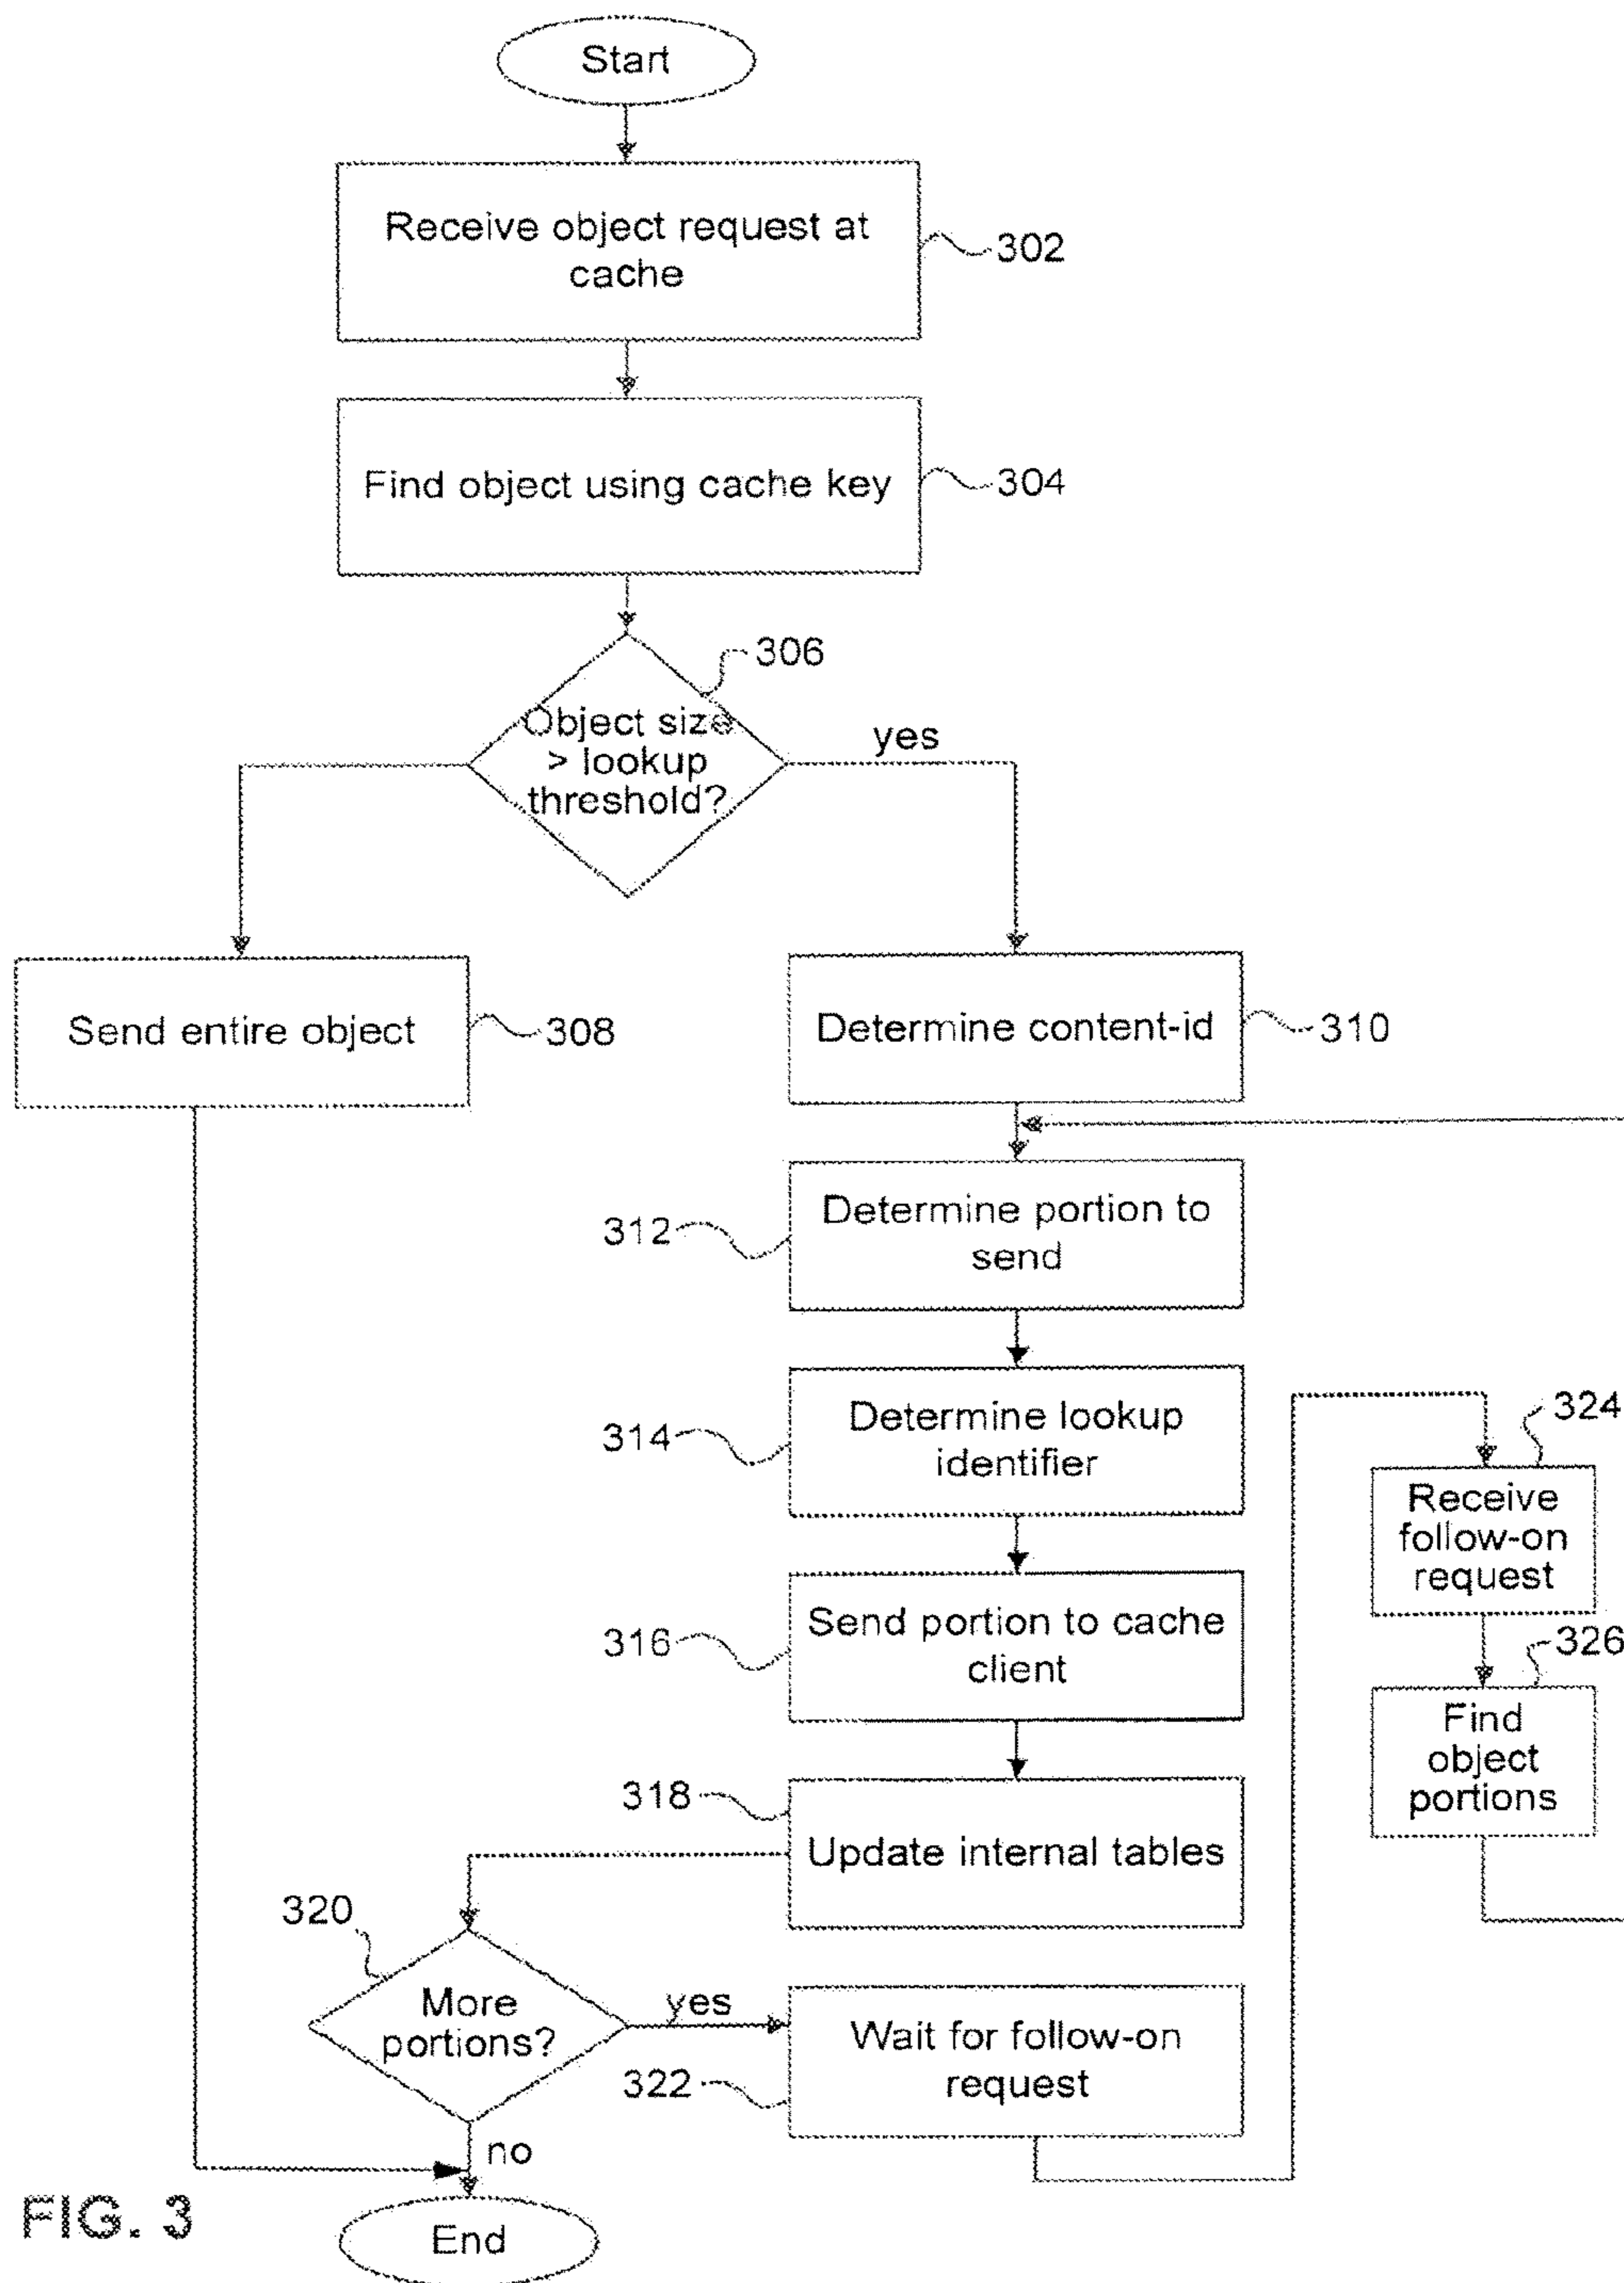 Start
Receive object request at
cache
302
Find object using cache key
304
306
Object size
> lookup
threshold?
yes
Send entire object
308
Determine content-id
310
312
Determine portion to
send
314
Determine lookup
identifier
324
Receive
follow-on
request
316
Send portion to cache
client
326
Find
object
portions
318
Update internal tables
320
More
portions?
yes
Wait for follow-on
request
322
no
FIG. 3
End